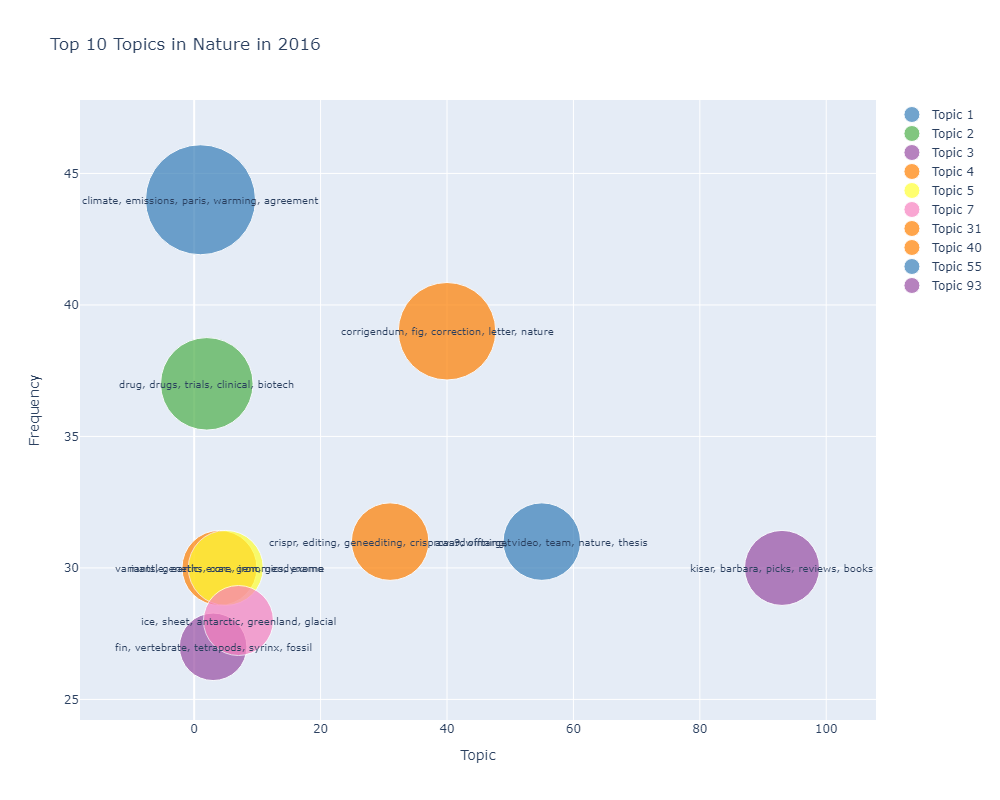 Top 10 Topics in Nature in 2016
Topic 1
Topic 2
Topic 3
Topic 4
Topic 5
Topic 7
Topic 31
Topic 40
Topic 55
Topic 93
45
climate, emissions, paris, warming, agreement
40
corrigendum, fig, correction, letter, nature
drug, drugs, trials, clinical, biotech
Frequency
35
crispr, editing, geneediting,
video, team, nature, thesis
30
kiser, barbara, picks, reviews, books
ice, sheet, antarctic, greenland, glacial
fin, vertebrate, tetrapods, syrinx, fossil
25
0 20 40 60 80 100
Topic